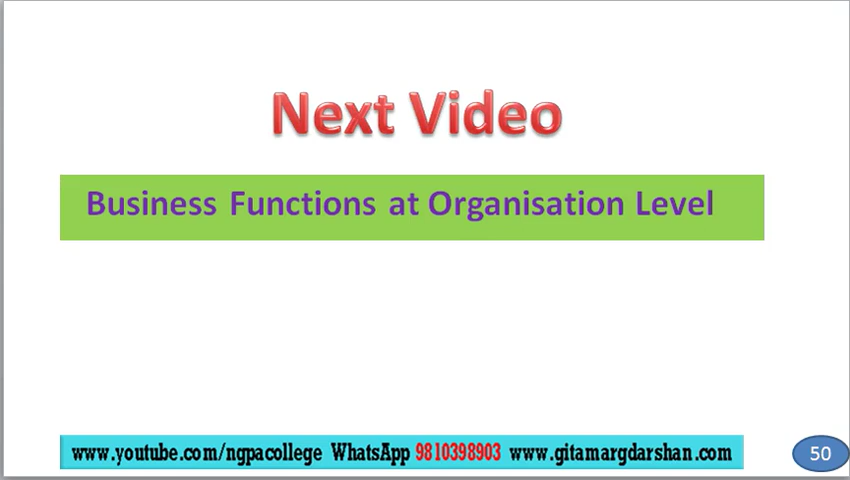 Next Video
Business Functions at Organisation Level
www.youtube.com/ngpacollege WhatsApp 9810398903 www.gitamargdarshan.com
50